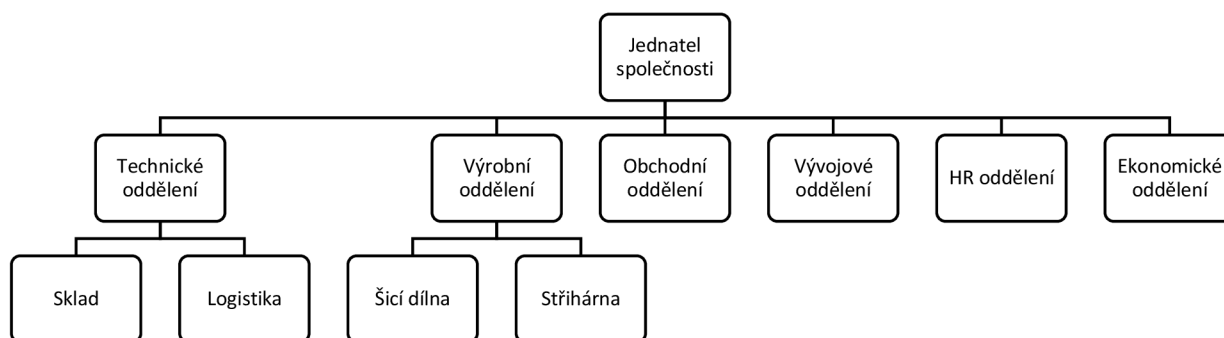 Jednatel
společnosti
Technické
oddělení
Výrobní
oddělení
Obchodní
oddělení
Vývojové
oddělení
HR oddělení
Ekonomické
oddělení
Sklad
Logistika
Šicí dílna
Střihárna